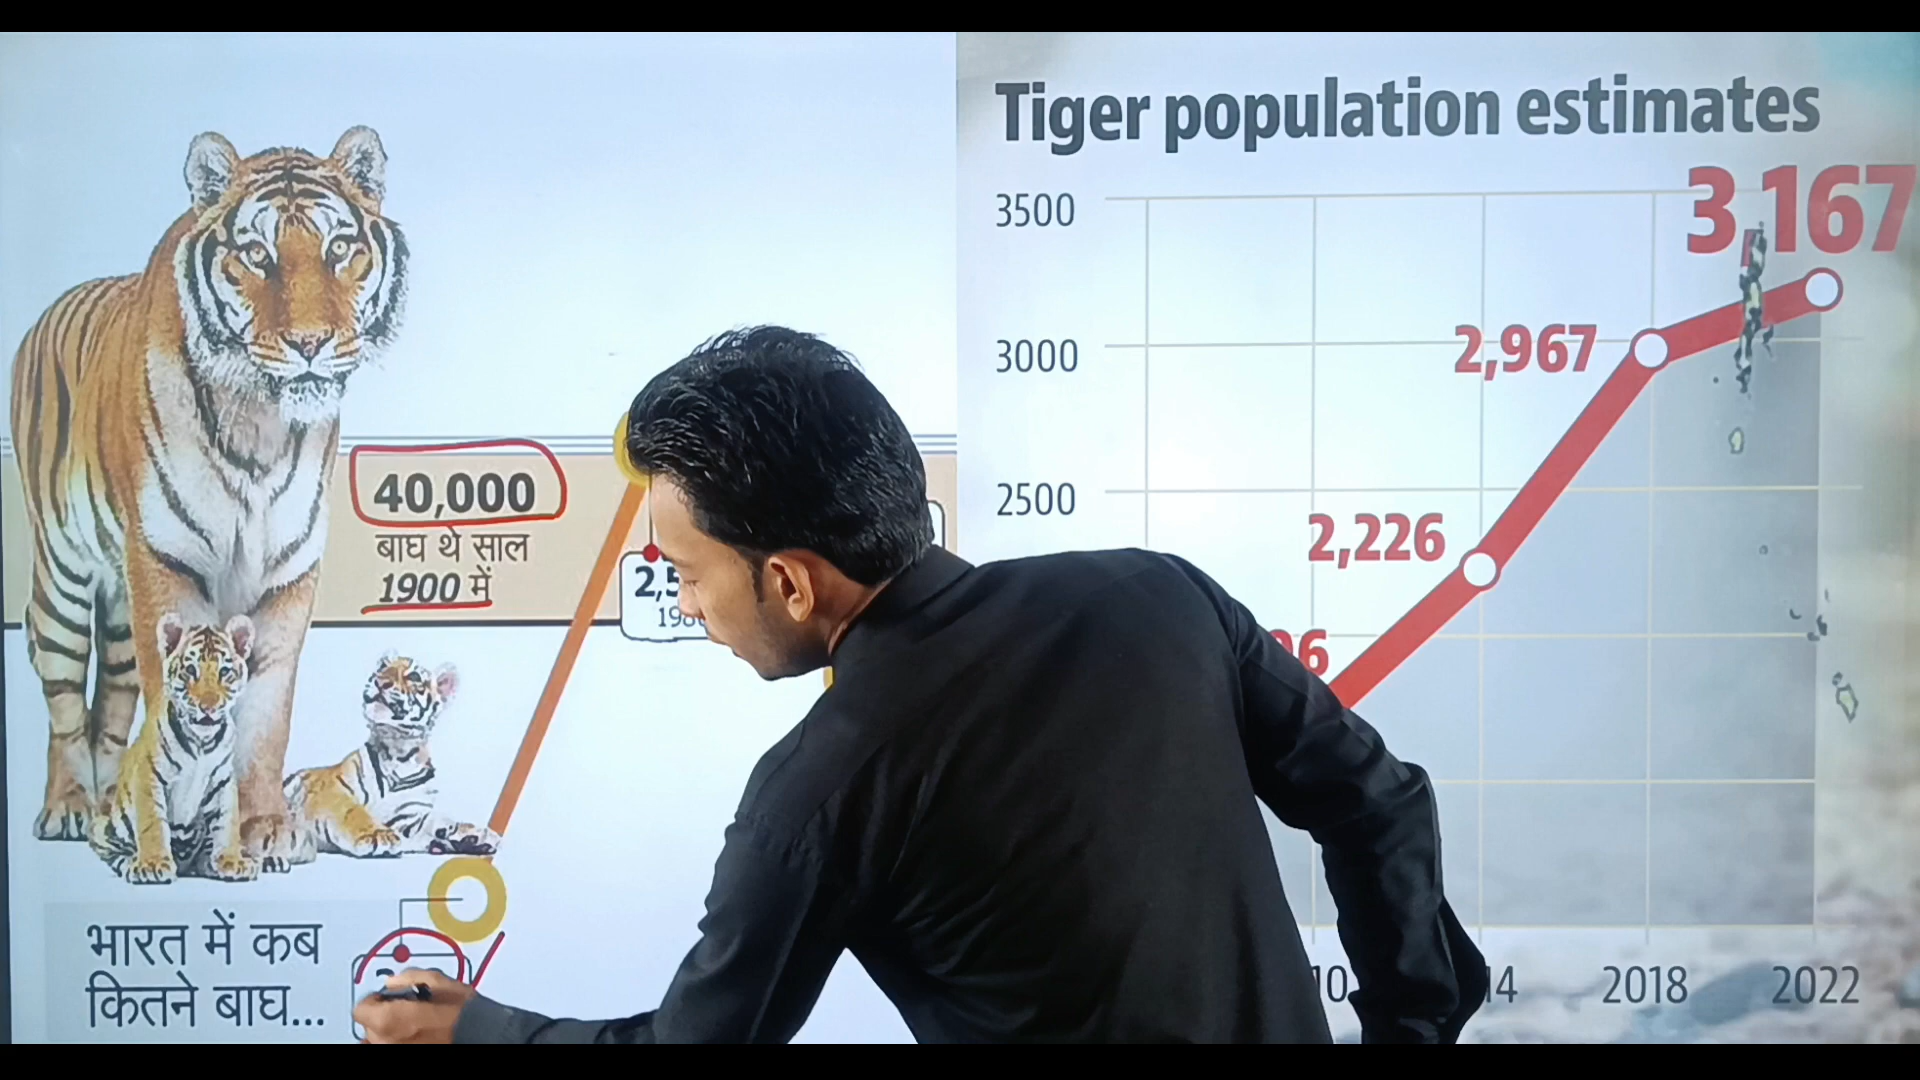 40,000
बाघ थे साल
1900 में
भारत में कब
कितने बाघ...
Tiger population estimates
3500
3,167
3000
2,967
2500
2,226
2018
2022